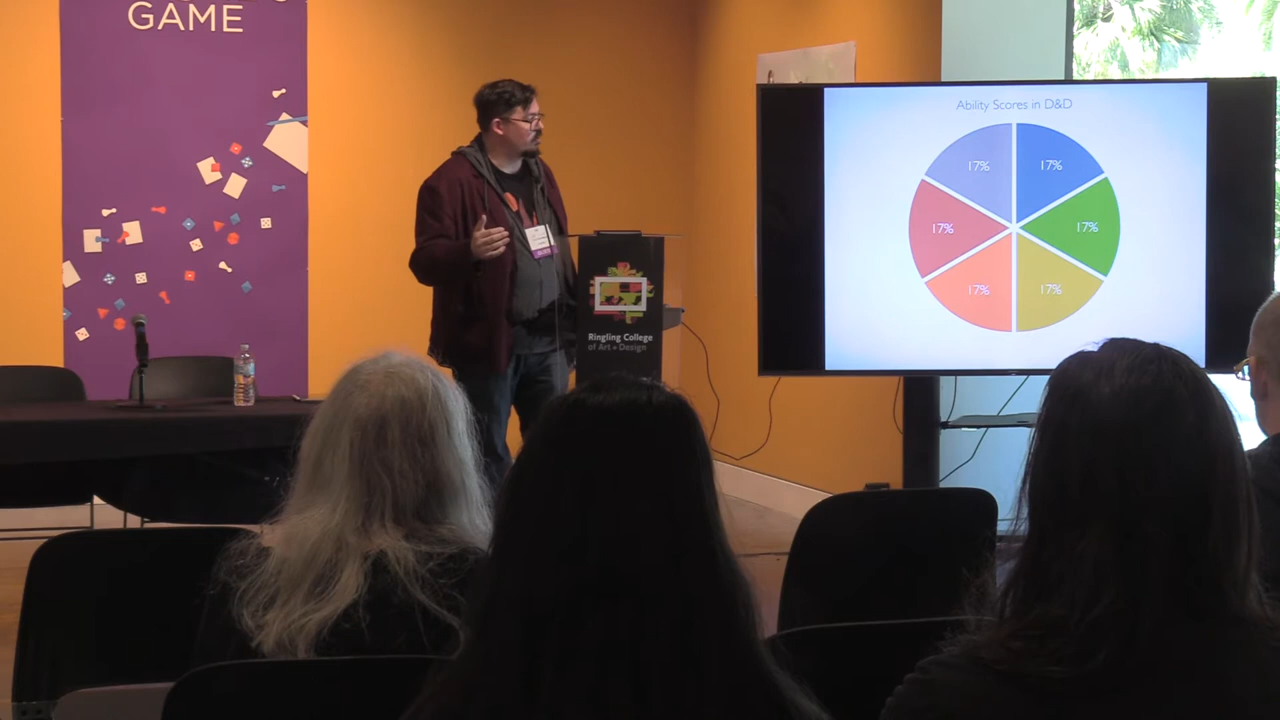 GAME
Ability Scores in D&D
17%
17%
17%
17%
17%
17%
Ringling College
of Art + Design